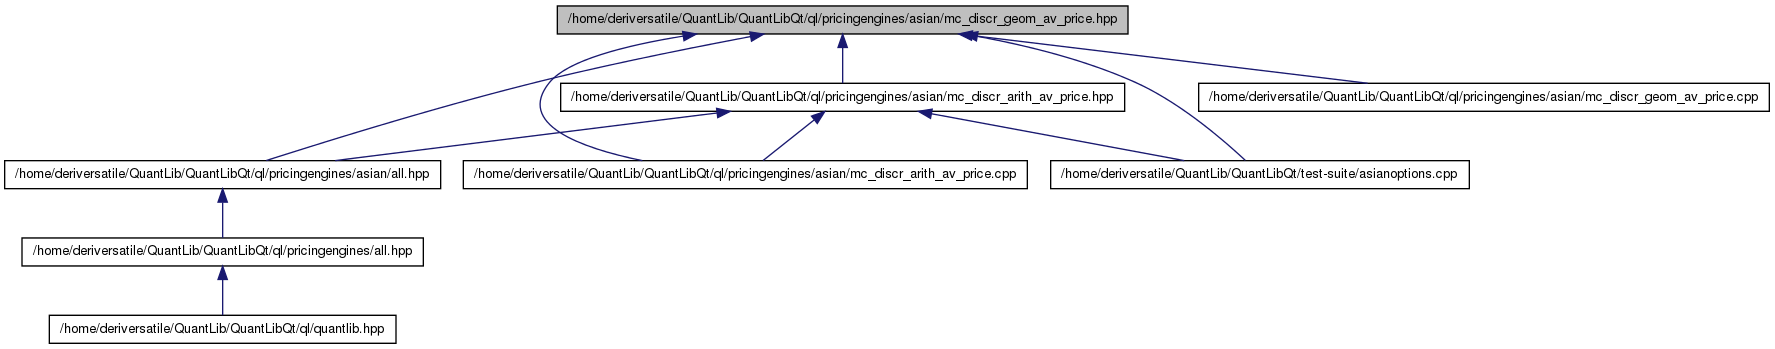 /home/deriversatile/QuantLib/QuantLibQt/ql/pricingengines/asian/mc_discr_geom_av_price.hpp
/home/deriversatile/QuantLib/QuantLibQt/ql/pricingengines/asian/mc_discr_arith_av_price.hpp
/home/deriversatile/QuantLib/QuantLibQt/ql/pricingengines/asian/mc_discr_geom_av_price.cpp
/home/deriversatile/QuantLib/QuantLibQt/ql/pricingengines/asian/all.hpp
/home/deriversatile/QuantLib/QuantLibQt/ql/pricingengines/asian/mc_discr_arith_av_price.cpp
/home/deriversatile/QuantLib/QuantLibQt/test-suite/asianoptions.cpp
/home/deriversatile/QuantLib/QuantLibQt/ql/pricingengines/all.hpp
/home/deriversatile/QuantLib/QuantLibQt/ql/quantlib.hpp